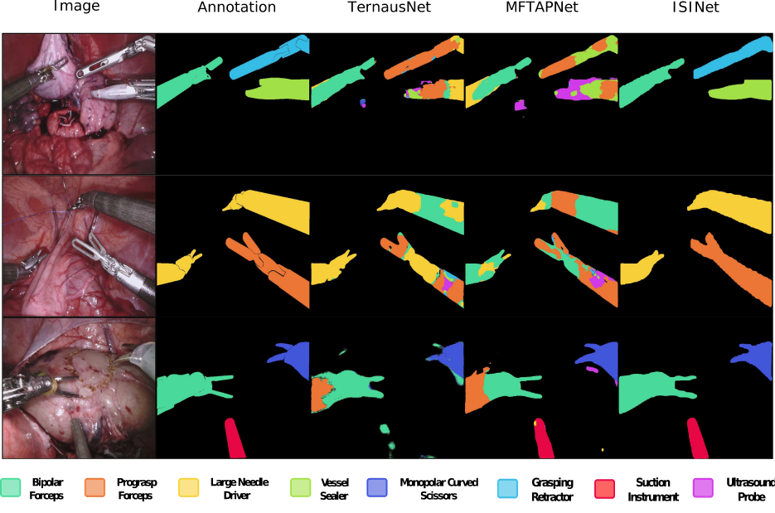 Image Annotation TernausNet MFTAPNet ISINet
Bipolar Forceps
Prograsp Forceps
Large Needle Driver
Vessel Sealer
Monopolar Curved Scissors
Grasping Retractor
Suction Instrument
Ultrasound Probe